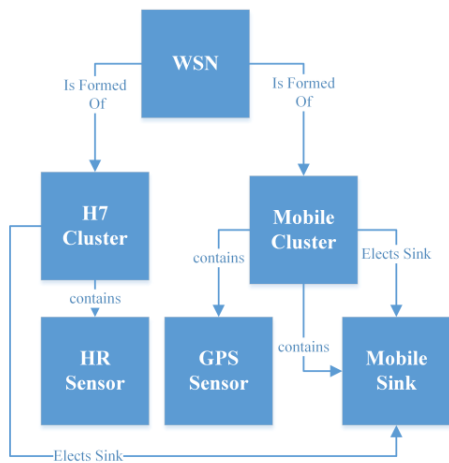 WSN
Is Formed
Of
Is Formed
Of
H7
Cluster
Mobile
Cluster
contains
Elects Sink
contains
HR
Sensor
GPS
Sensor
contains
Mobile
Sink
Elects Sink